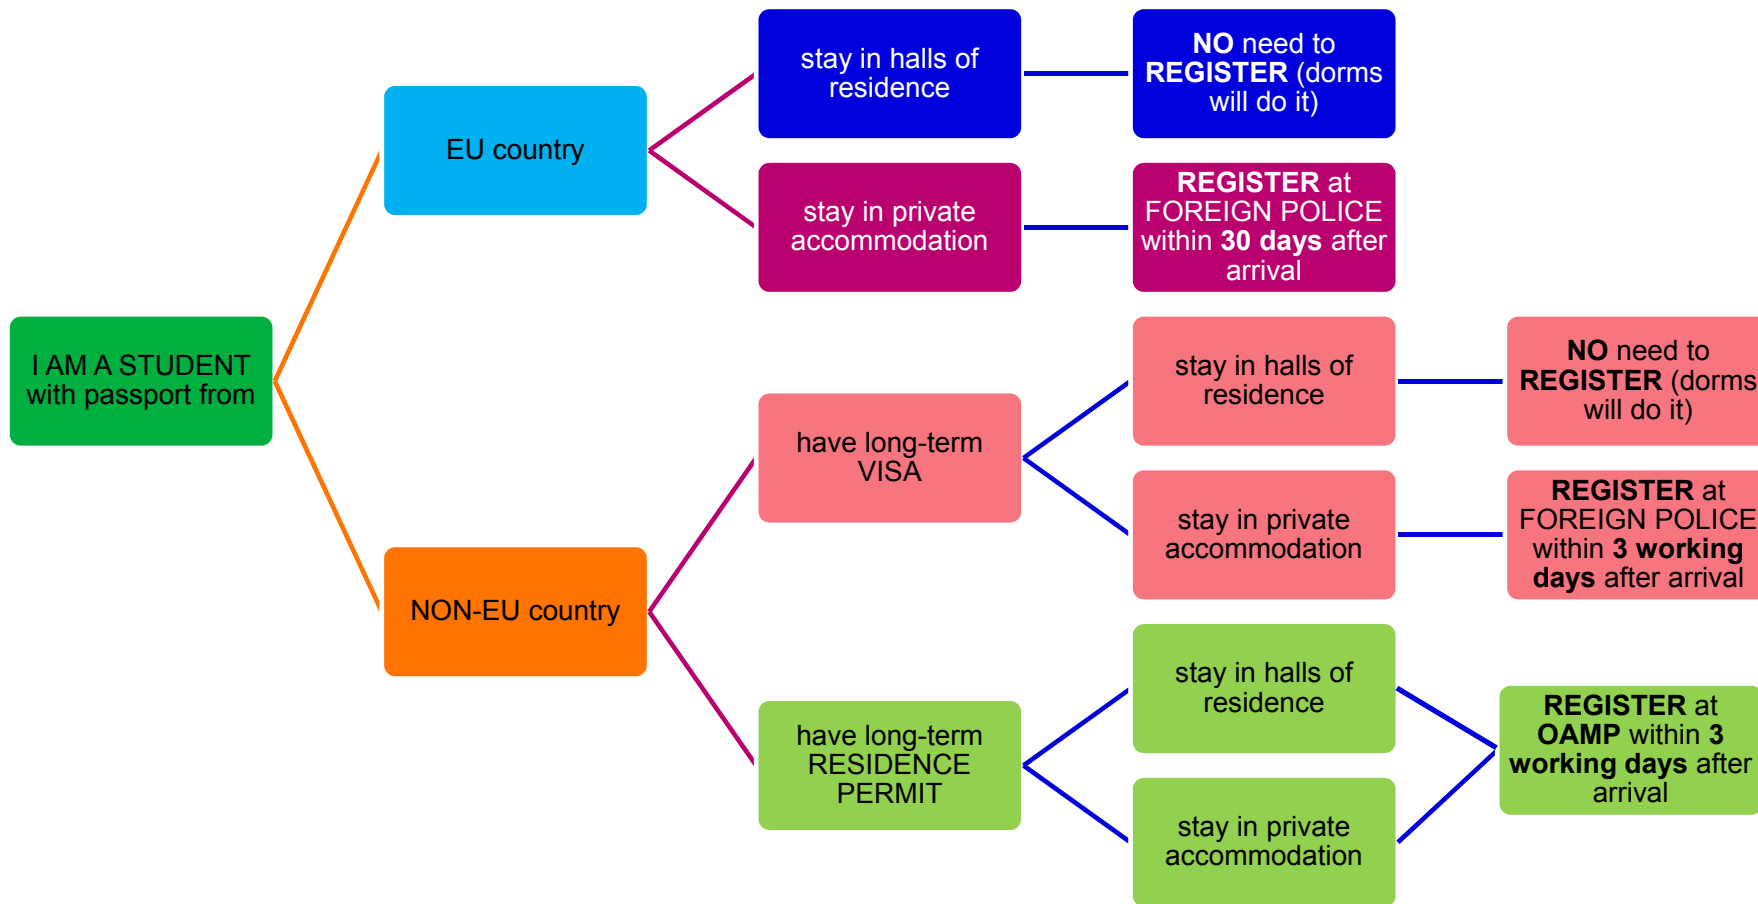 I AM A STUDENT
with passport from
EU country
stay in halls of
residence
NO need to
REGISTER (dorms
will do it)
stay in private
accommodation
REGISTER at
FOREIGN POLICE
within 30 days after
arrival
NON-EU country
have long-term
VISA
stay in halls of
residence
NO need to
REGISTER (dorms
will do it)
stay in private
accommodation
REGISTER at
FOREIGN POLICE
within 3 working
days after arrival
have long-term
RESIDENCE
PERMIT
stay in halls of
residence
stay in private
accommodation
REGISTER at
OAMP within 3
working days after
arrival